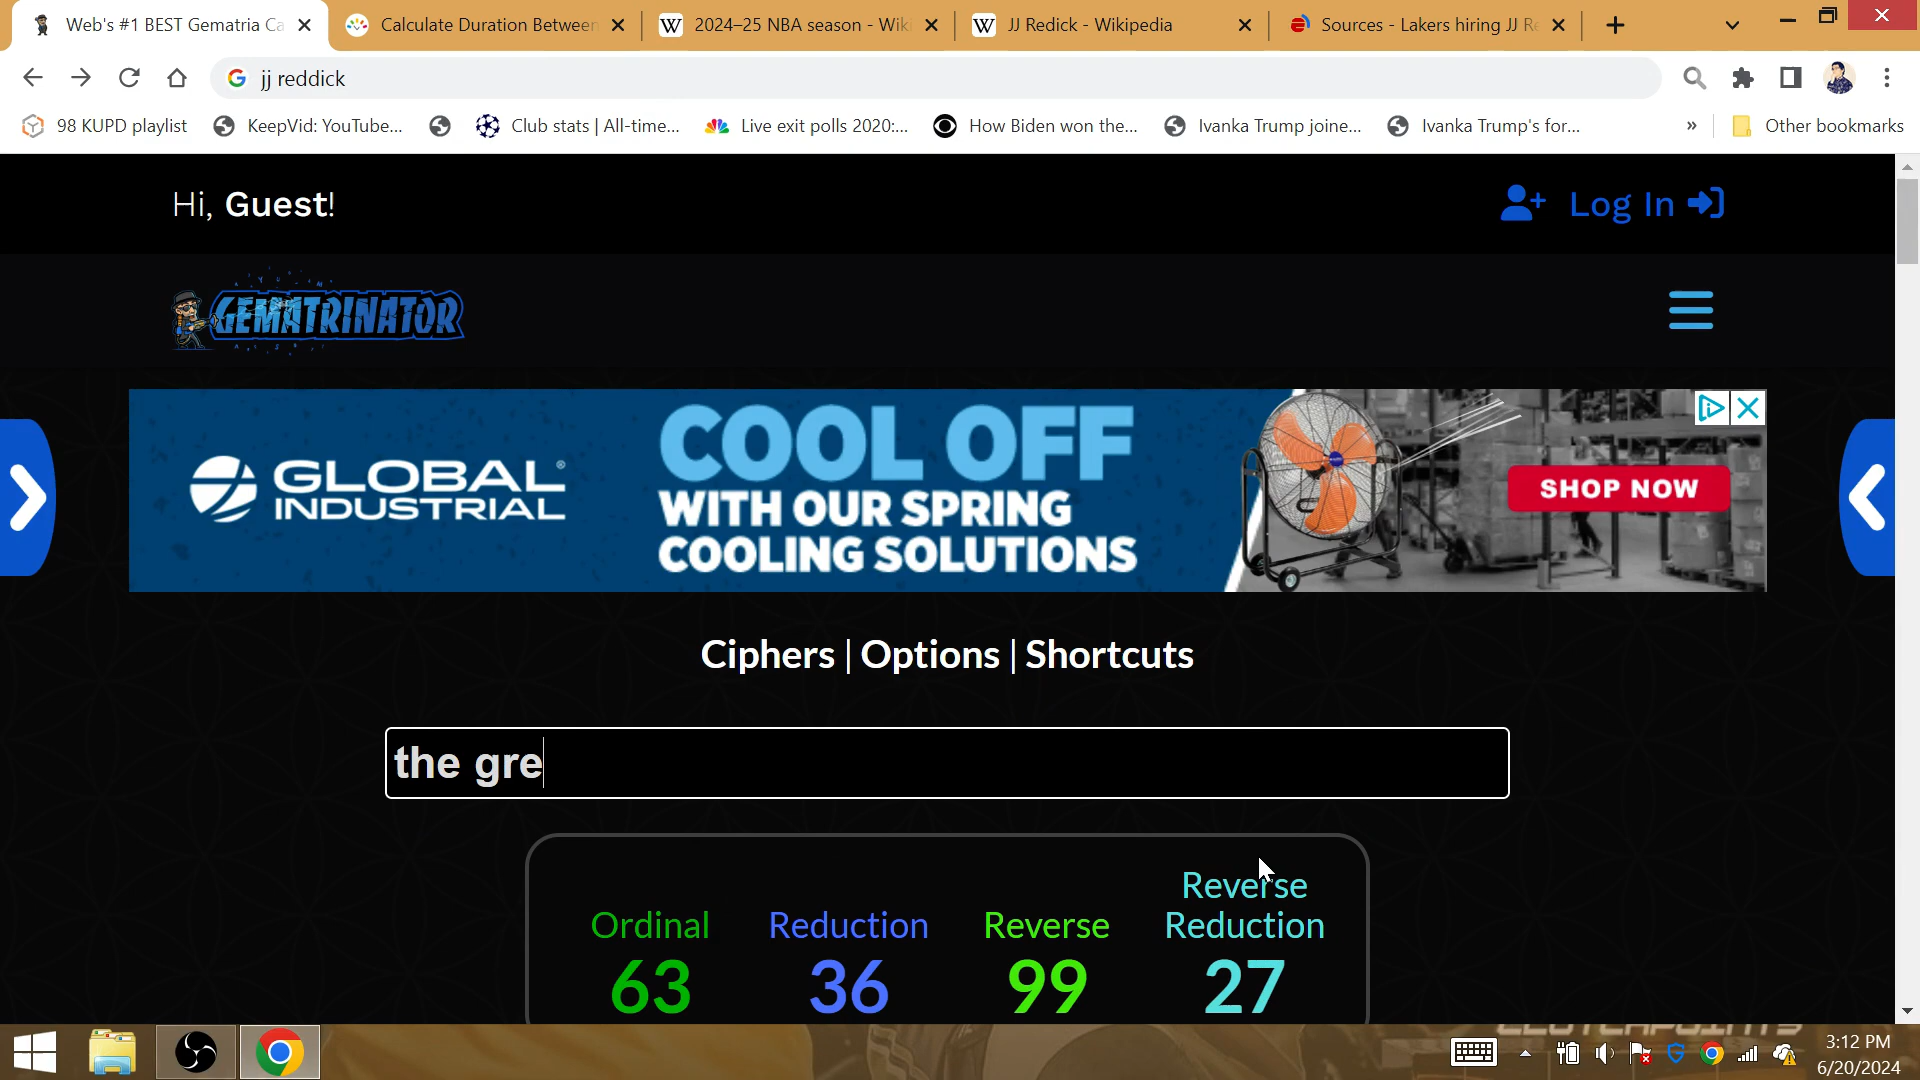 Web's #1 BEST Gematria Ca
Calculate Duration Between
2024–25 NBA season - Wiki
JJ Redick - Wikipedia
Sources - Lakers hiring JJ Re
jj reddick
98 KUPD playlist
KeepVid: YouTube...
Club stats | All-time...
Live exit polls 2020:...
How Biden won the...
Ivanka Trump joine...
Ivanka Trump's for...
»
Other bookmarks
Hi, Guest!
Log In
GEMATRINATOR
GLOBAL INDUSTRIAL®
COOL OFF
WITH OUR SPRING
COOLING SOLUTIONS
SHOP NOW
Ciphers | Options | Shortcuts
the gre
Ordinal
Reduction
Reverse
Reverse Reduction
63
36
99
27
CLUTCHPOINTS
3:12 PM
6/20/2024